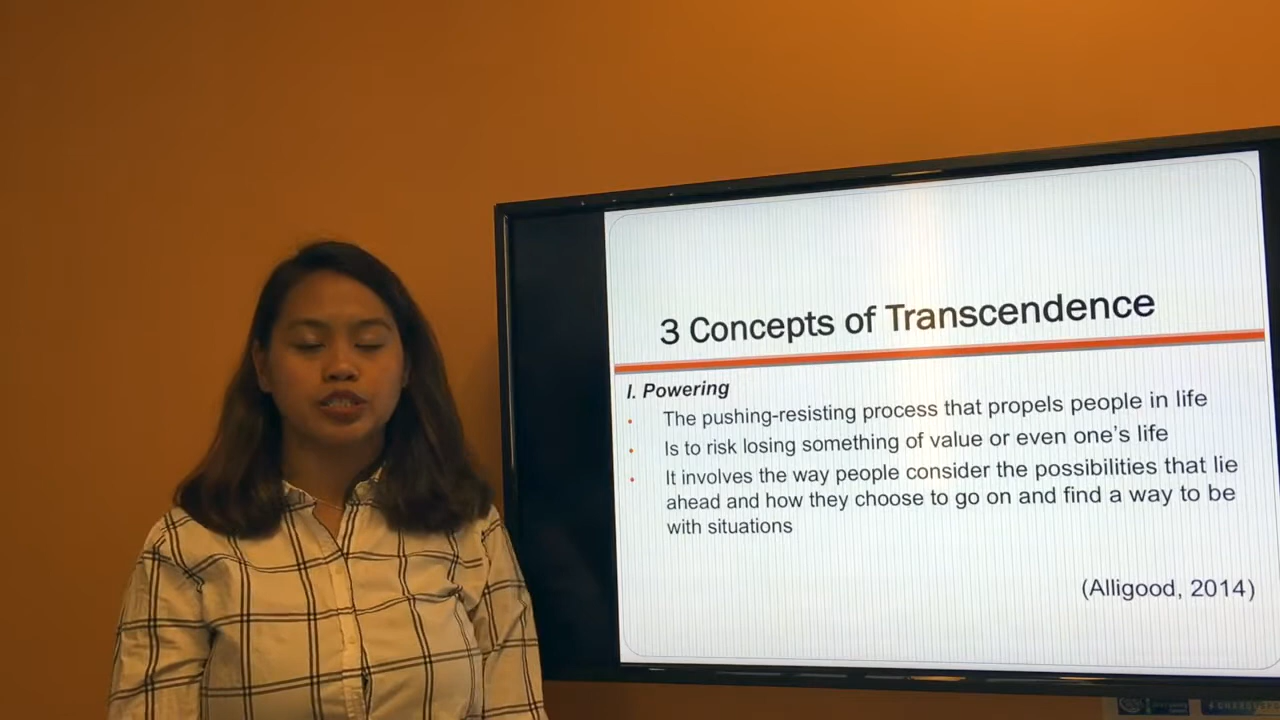 3 Concepts of Transcendence
I. Powering
• The pushing-resisting process that propels people in life
• Is to risk losing something of value or even one's life
• It involves the way people consider the possibilities that lie
ahead and how they choose to go on and find a way to be
with situations
(Alligood, 2014)